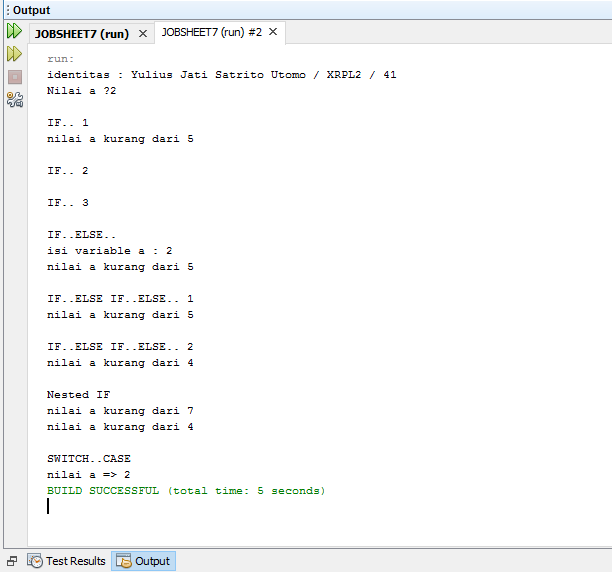 Output
JOBSHEET7 (run) × JOBSHEET7 (run) #2 ×
run:
identitas : Yulius Jati Satrito Utomo / XRPL2 / 41
Nilai a ?2
IF.. 1
nilai a kurang dari 5
IF.. 2
IF.. 3
IF..ELSE..
isi variable a : 2
nilai a kurang dari 5
IF..ELSE IF..ELSE.. 1
nilai a kurang dari 5
IF..ELSE IF..ELSE.. 2
nilai a kurang dari 4
Nested IF
nilai a kurang dari 7
nilai a kurang dari 4
SWITCH..CASE
nilai a => 2
BUILD SUCCESSFUL (total time: 5 seconds)
Test Results Output